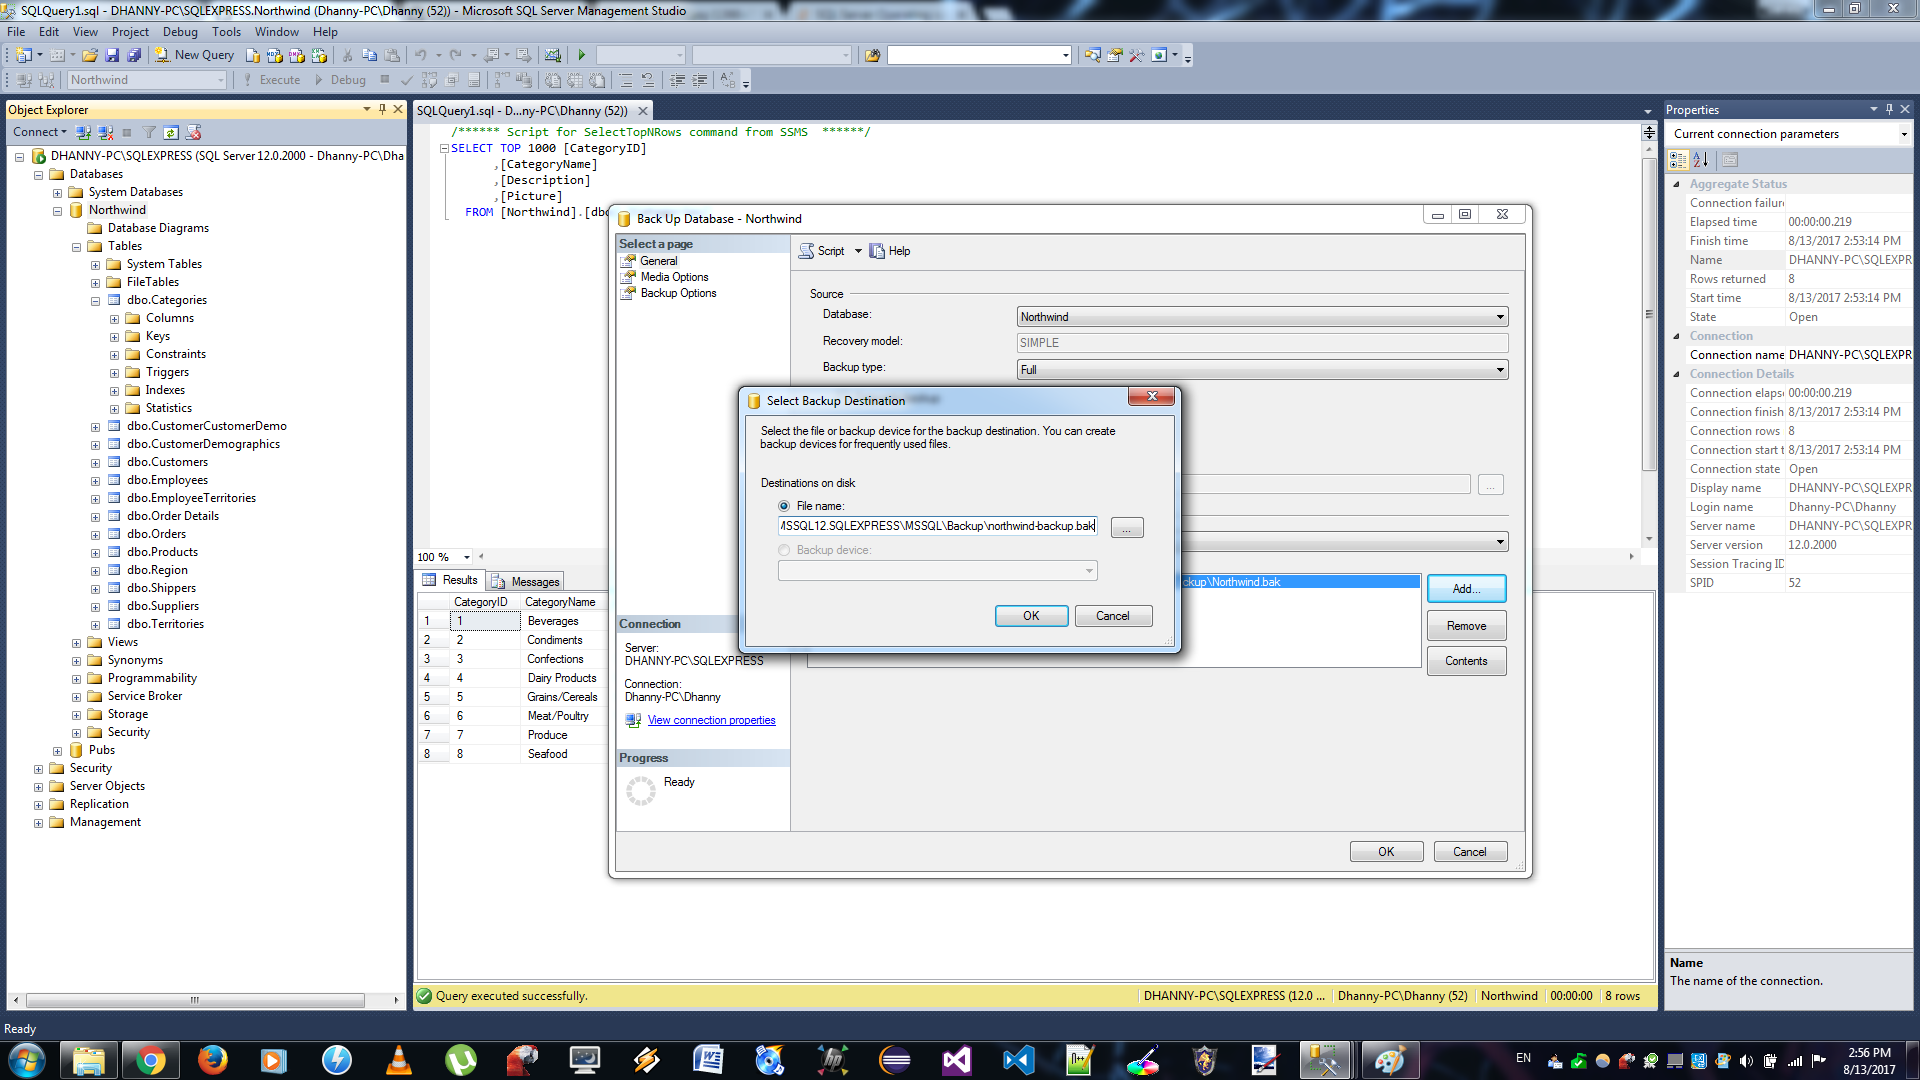 SQLQuery1.sql - DHANNY-PC\SQLEXPRESS.Northwind (Dhanny-PC\Dhanny (52)) - Microsoft SQL Server Management Studio
File Edit View Project Debug Tools Window Help
New Query
Northwind Execute Debug
Object Explorer
Connect
DHANNY-PC\SQLEXPRESS (SQL Server 12.0.2000 - Dhanny-PC\Dha
Databases
System Databases
Northwind
Database Diagrams
Tables
System Tables
FileTables
dbo.Categories
Columns
Keys
Constraints
Triggers
Indexes
Statistics
dbo.CustomerCustomerDemo
dbo.CustomerDemographics
dbo.Customers
dbo.Employees
dbo.EmployeeTerritories
dbo.Order Details
dbo.Orders
dbo.Products
dbo.Region
dbo.Shippers
dbo.Suppliers
dbo.Territories
Views
Synonyms
Programmability
Service Broker
Storage
Security
Pubs
Security
Server Objects
Replication
Management
SQLQuery1.sql - D...ny-PC\Dhanny (52))
/****** Script for SelectTopNRows command from SSMS ******/
SELECT TOP 1000 [CategoryID]
,[CategoryName]
,[Description]
,[Picture]
FROM [Northwind].[dbo
100 %
Results Messages
CategoryID CategoryName
1 1 Beverages
2 2 Condiments
3 3 Confections
4 4 Dairy Products
5 5 Grains/Cereals
6 6 Meat/Poultry
7 7 Produce
8 8 Seafood
Query executed successfully.
DHANNY-PC\SQLEXPRESS (12.0 ... Dhanny-PC\Dhanny (52) Northwind 00:00:00 8 rows
Back Up Database - Northwind
Select a page
General
Media Options
Backup Options
Script Help
Source
Database: Northwind
Recovery model: SIMPLE
Backup type: Full
...
ckup\Northwind.bak
Add...
Remove
Contents
Connection
Server:
DHANNY-PC\SQLEXPRESS
Connection:
Dhanny-PC\Dhanny
View connection properties
Progress
Ready
OK Cancel
Select Backup Destination
Select the file or backup device for the backup destination. You can create
backup devices for frequently used files.
Destinations on disk
File name:
MSSQL12.SQLEXPRESS\MSSQL\Backup\northwind-backup.bak ...
Backup device:
OK Cancel
Properties
Current connection parameters
Aggregate Status
Connection failure
Elapsed time 00:00:00.219
Finish time 8/13/2017 2:53:14 PM
Name DHANNY-PC\SQLEXPR
Rows returned 8
Start time 8/13/2017 2:53:14 PM
State Open
Connection
Connection name DHANNY-PC\SQLEXPR
Connection Details
Connection elaps 00:00:00.219
Connection finish 8/13/2017 2:53:14 PM
Connection rows 8
Connection start t 8/13/2017 2:53:14 PM
Connection state Open
Display name DHANNY-PC\SQLEXPR
Login name Dhanny-PC\Dhanny
Server name DHANNY-PC\SQLEXPR
Server version 12.0.2000
Session Tracing ID
SPID 52
Name
The name of the connection.
Ready
EN
2:56 PM
8/13/2017